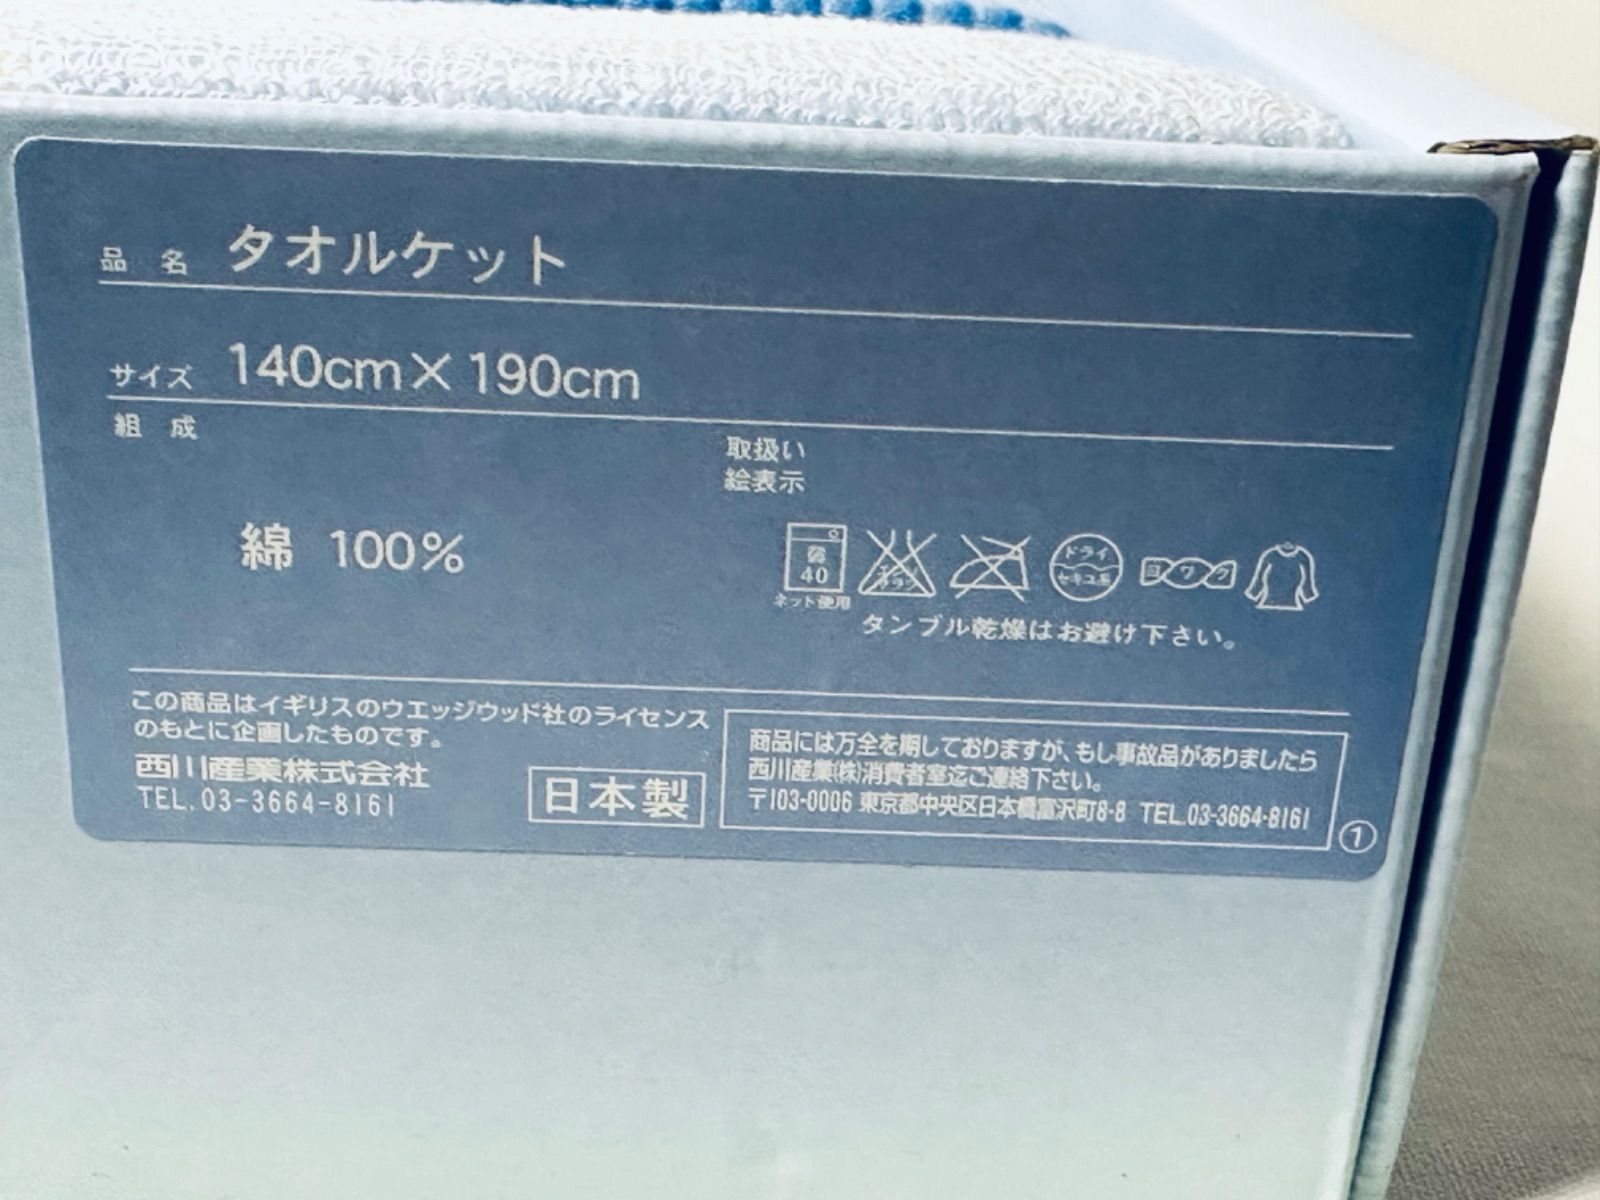 品名 タオルケット
サイズ 140cm×190cm
組成
綿 100%
取扱い
絵表示
40
ネット使用
ドライ
セキユ系
ヨワク
タンブル乾燥はお避け下さい。
この商品はイギリスのウエッジウッド社のライセンス
のもとに企画したものです。
西川産業株式会社
TEL.03-3664-8161
日本製
商品には万全を期しておりますが、もし事故品がありましたら
西川産業(株)消費者室迄ご連絡下さい。
〒103-0006 東京都中央区日本橋富沢町8-8 TEL.03-3664-8161
①